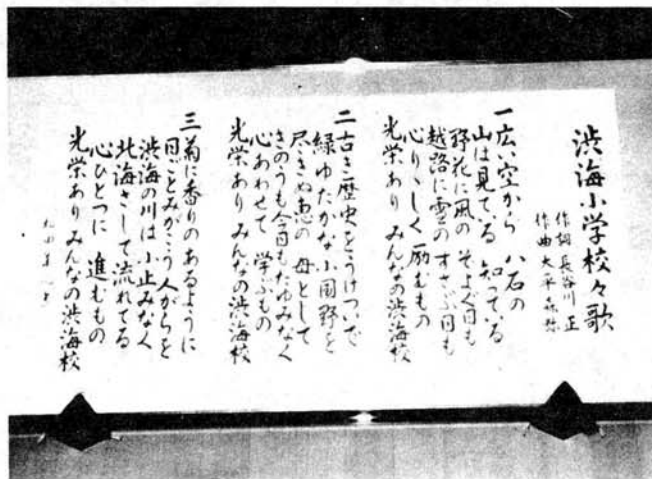 渋海小学校々歌
作詞 長谷川 正
作曲 大平森弥
一 広い空から 八石の
山は見ている 知っている
野花に風の そよぐ日も
越路に雪の すさぶ日も
心りりしく 励むもの
光栄あり みんなの渋海校
二 古き歴史をうけついで
緑ゆたかな小国野を
尽きぬ恵の 母として
きのうも今日もたゆみなく
心あわせて 学ぶもの
光栄あり みんなの渋海校
三 菊に香りのあるように
日ごとみがこう人がらを
渋海の川は 小止みなく
北海さして 流れてる
心ひとつに 進むもの
光栄あり みんなの渋海校